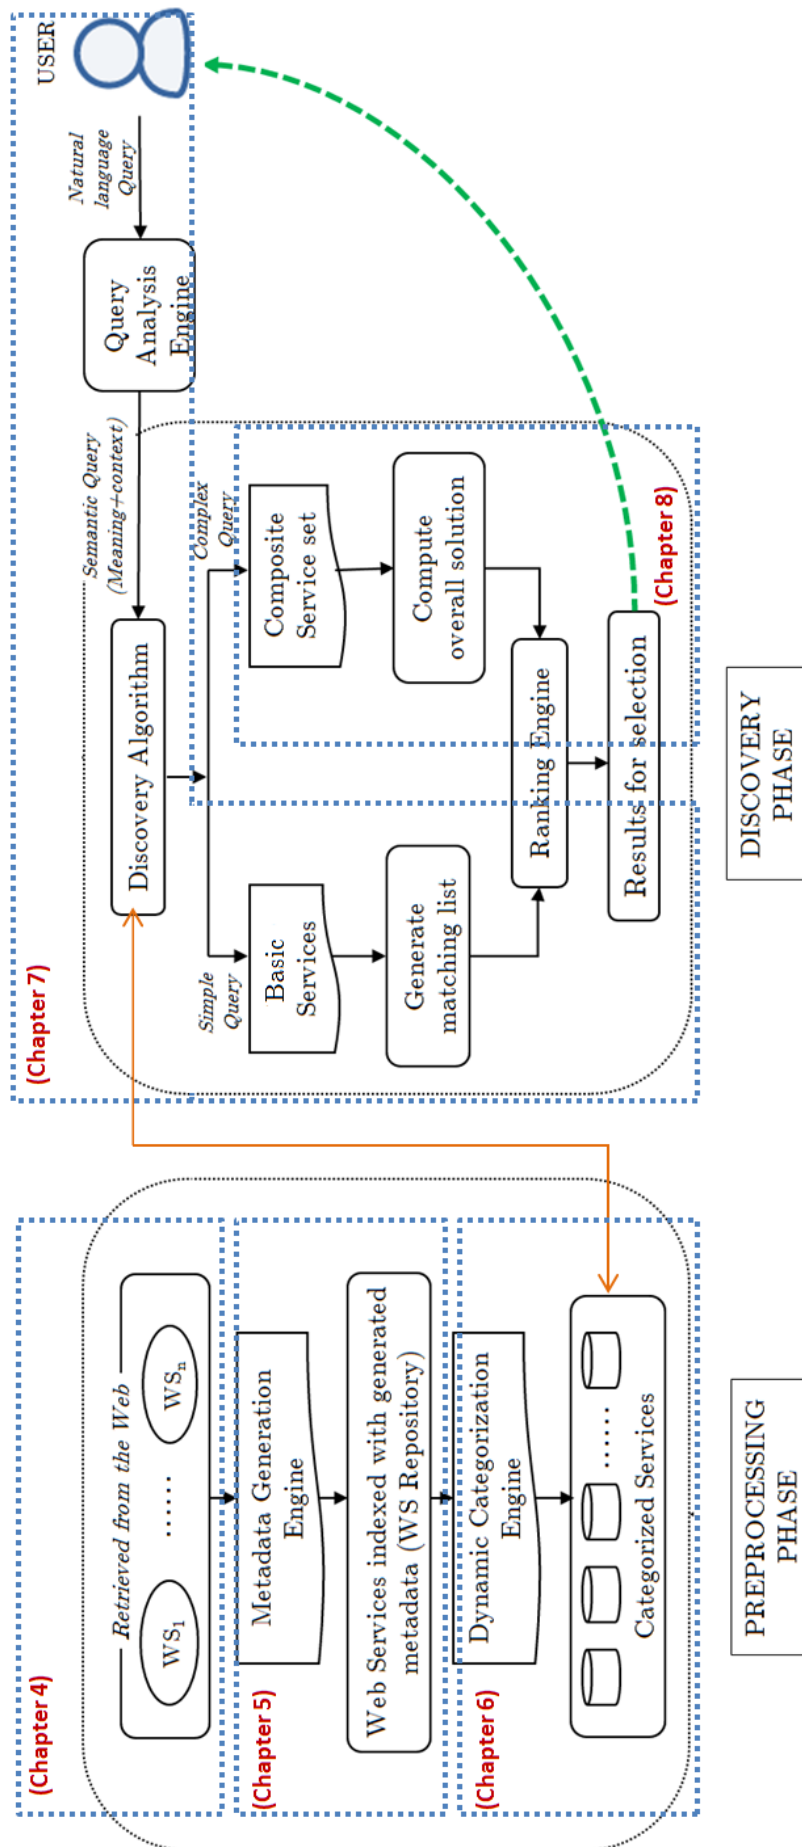 (Chapter 4)
Retrieved from the Web
WS1
......
WSn
(Chapter 5)
Metadata Generation
Engine
Web Services indexed with generated
metadata (WS Repository)
(Chapter 6)
Dynamic Categorization
Engine
......
Categorized Services
PREPROCESSING
PHASE
(Chapter 7)
USER
Natural
language
Query
Query
Analysis
Engine
Semantic Query
(Meaning+context)
Discovery Algorithm
Simple
Query
Complex
Query
Basic
Services
Composite
Service set
Generate
matching list
Compute
overall solution
Ranking Engine
Results for selection
(Chapter 8)
DISCOVERY
PHASE